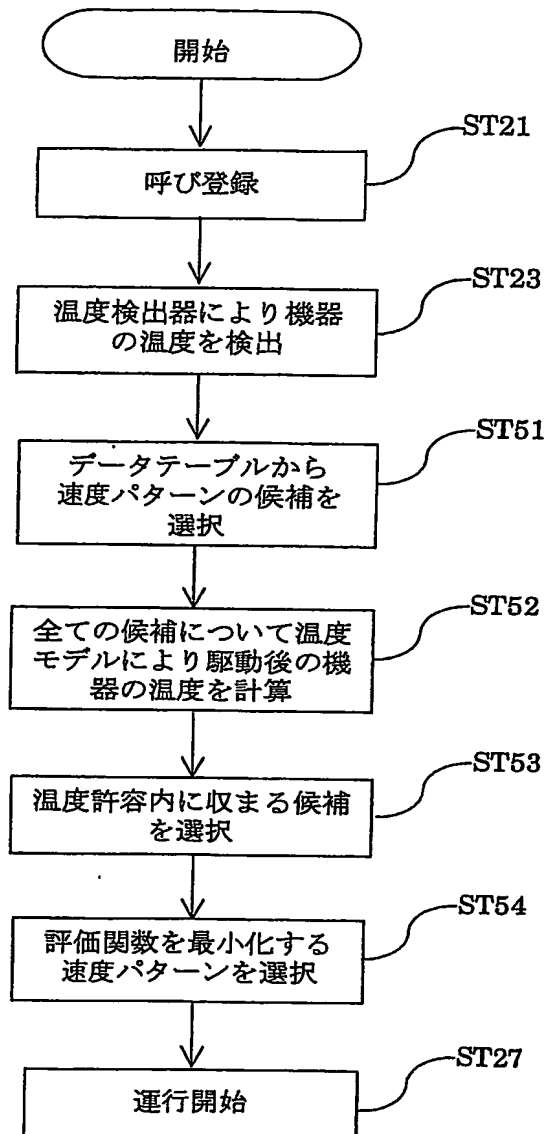 開始
ST21
呼び登録
ST23
温度検出器により機器
の温度を検出
ST51
データテーブルから
速度パターンの候補を
選択
ST52
全ての候補について温度
モデルにより駆動後の機
器の温度を計算
ST53
温度許容内に収まる候補
を選択
ST54
評価関数を最小化する
速度パターンを選択
ST27
運行開始